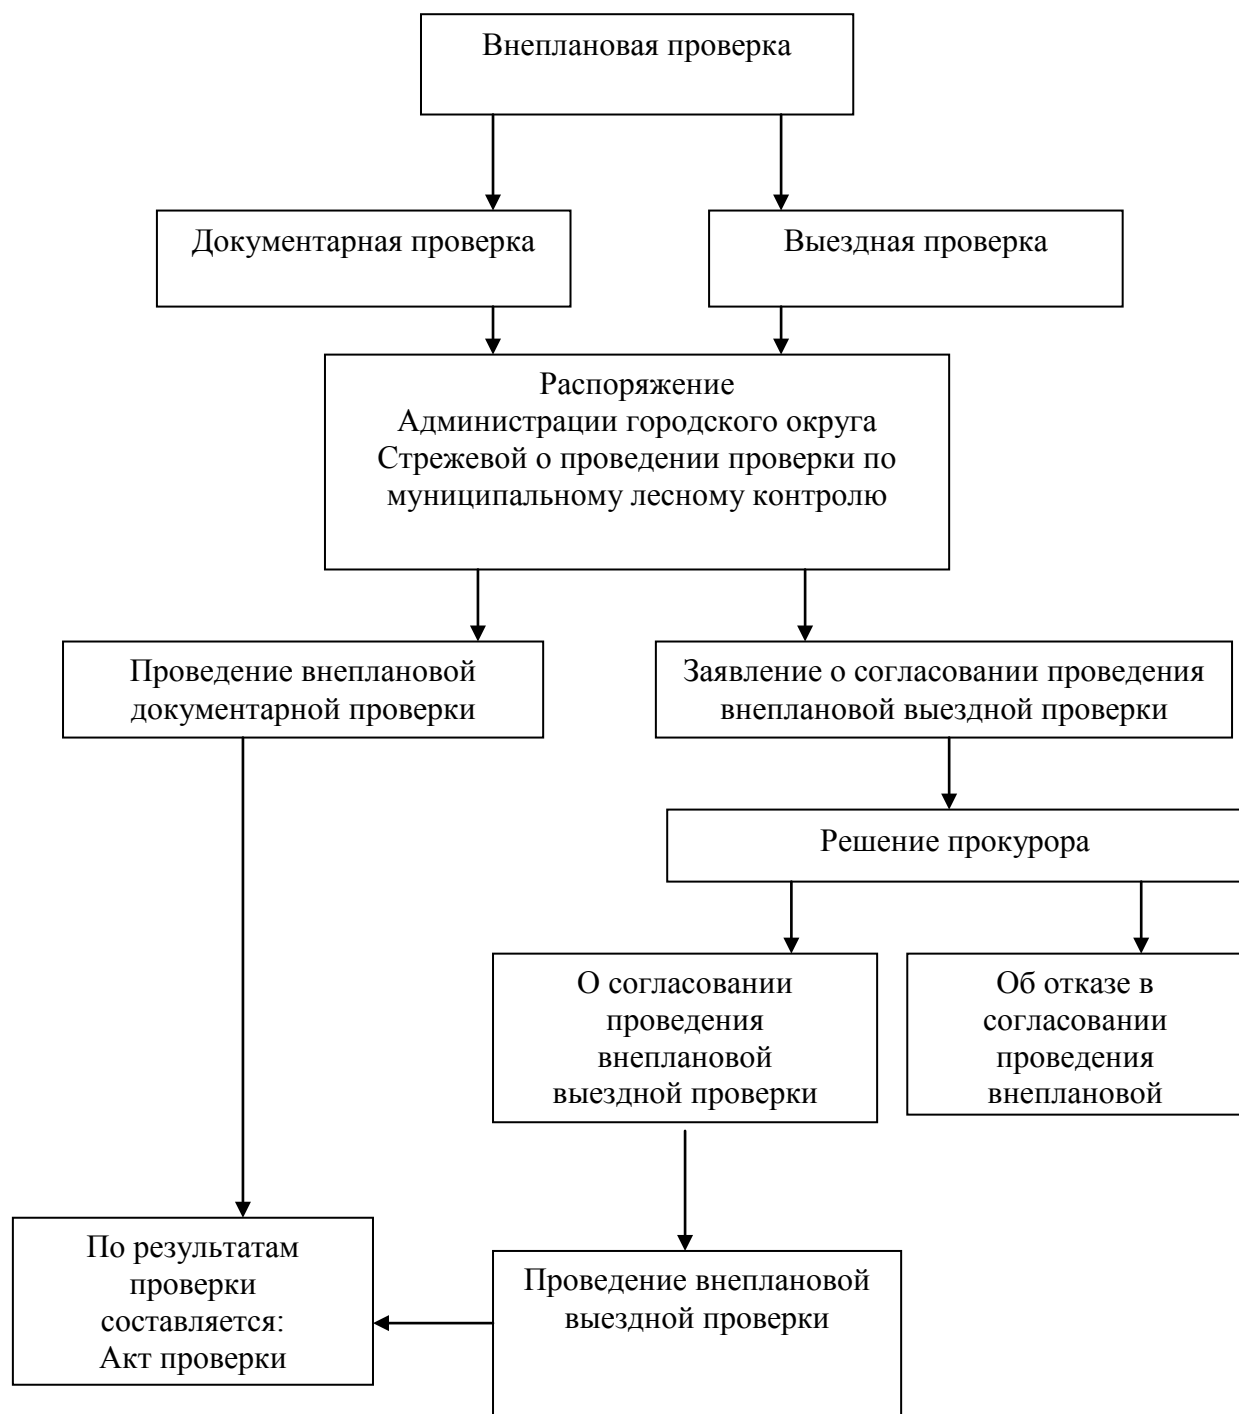 Внеплановая проверка
Документарная проверка
Выездная проверка
Распоряжение
Администрации городского округа
Стрежевой о проведении проверки по
муниципальному лесному контролю
Проведение внеплановой
документарной проверки
Заявление о согласовании проведения
внеплановой выездной проверки
Решение прокурора
О согласовании
проведения
внеплановой
выездной проверки
Об отказе в
согласовании
проведения
внеплановой
По результатам
проверки
составляется:
Акт проверки
Проведение внеплановой
выездной проверки